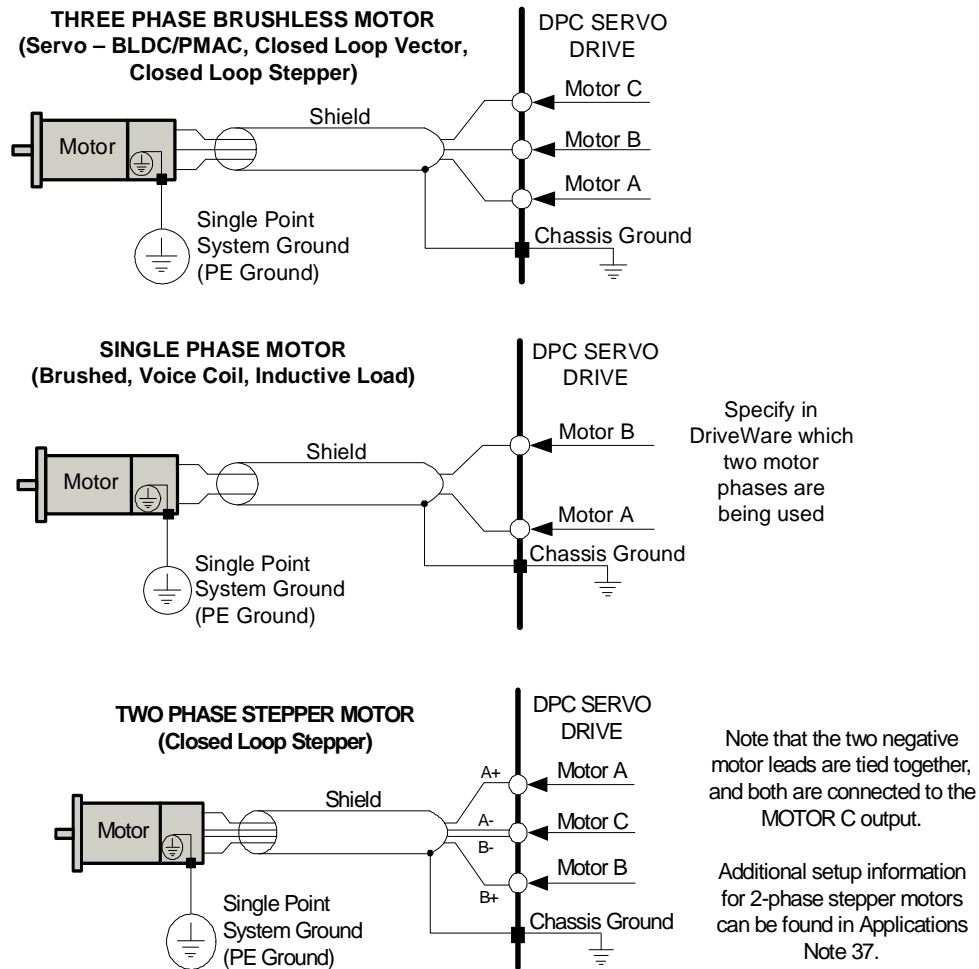 THREE PHASE BRUSHLESS MOTOR
(Servo – BLDC/PMAC, Closed Loop Vector,
Closed Loop Stepper)
DPC SERVO
DRIVE
Motor C
Shield
Motor
Motor B
Motor A
Single Point
System Ground
(PE Ground)
Chassis Ground
SINGLE PHASE MOTOR
(Brushed, Voice Coil, Inductive Load)
DPC SERVO
DRIVE
Motor B
Shield
Motor
Motor A
Chassis Ground
Single Point
System Ground
(PE Ground)
Specify in
DriveWare which
two motor
phases are
being used
TWO PHASE STEPPER MOTOR
(Closed Loop Stepper)
DPC SERVO
DRIVE
A+
Motor A
Shield
Motor
A-
Motor C
B-
Motor B
B+
Chassis Ground
Single Point
System Ground
(PE Ground)
Note that the two negative
motor leads are tied together,
and both are connected to the
MOTOR C output.
Additional setup information
for 2-phase stepper motors
can be found in Applications
Note 37.